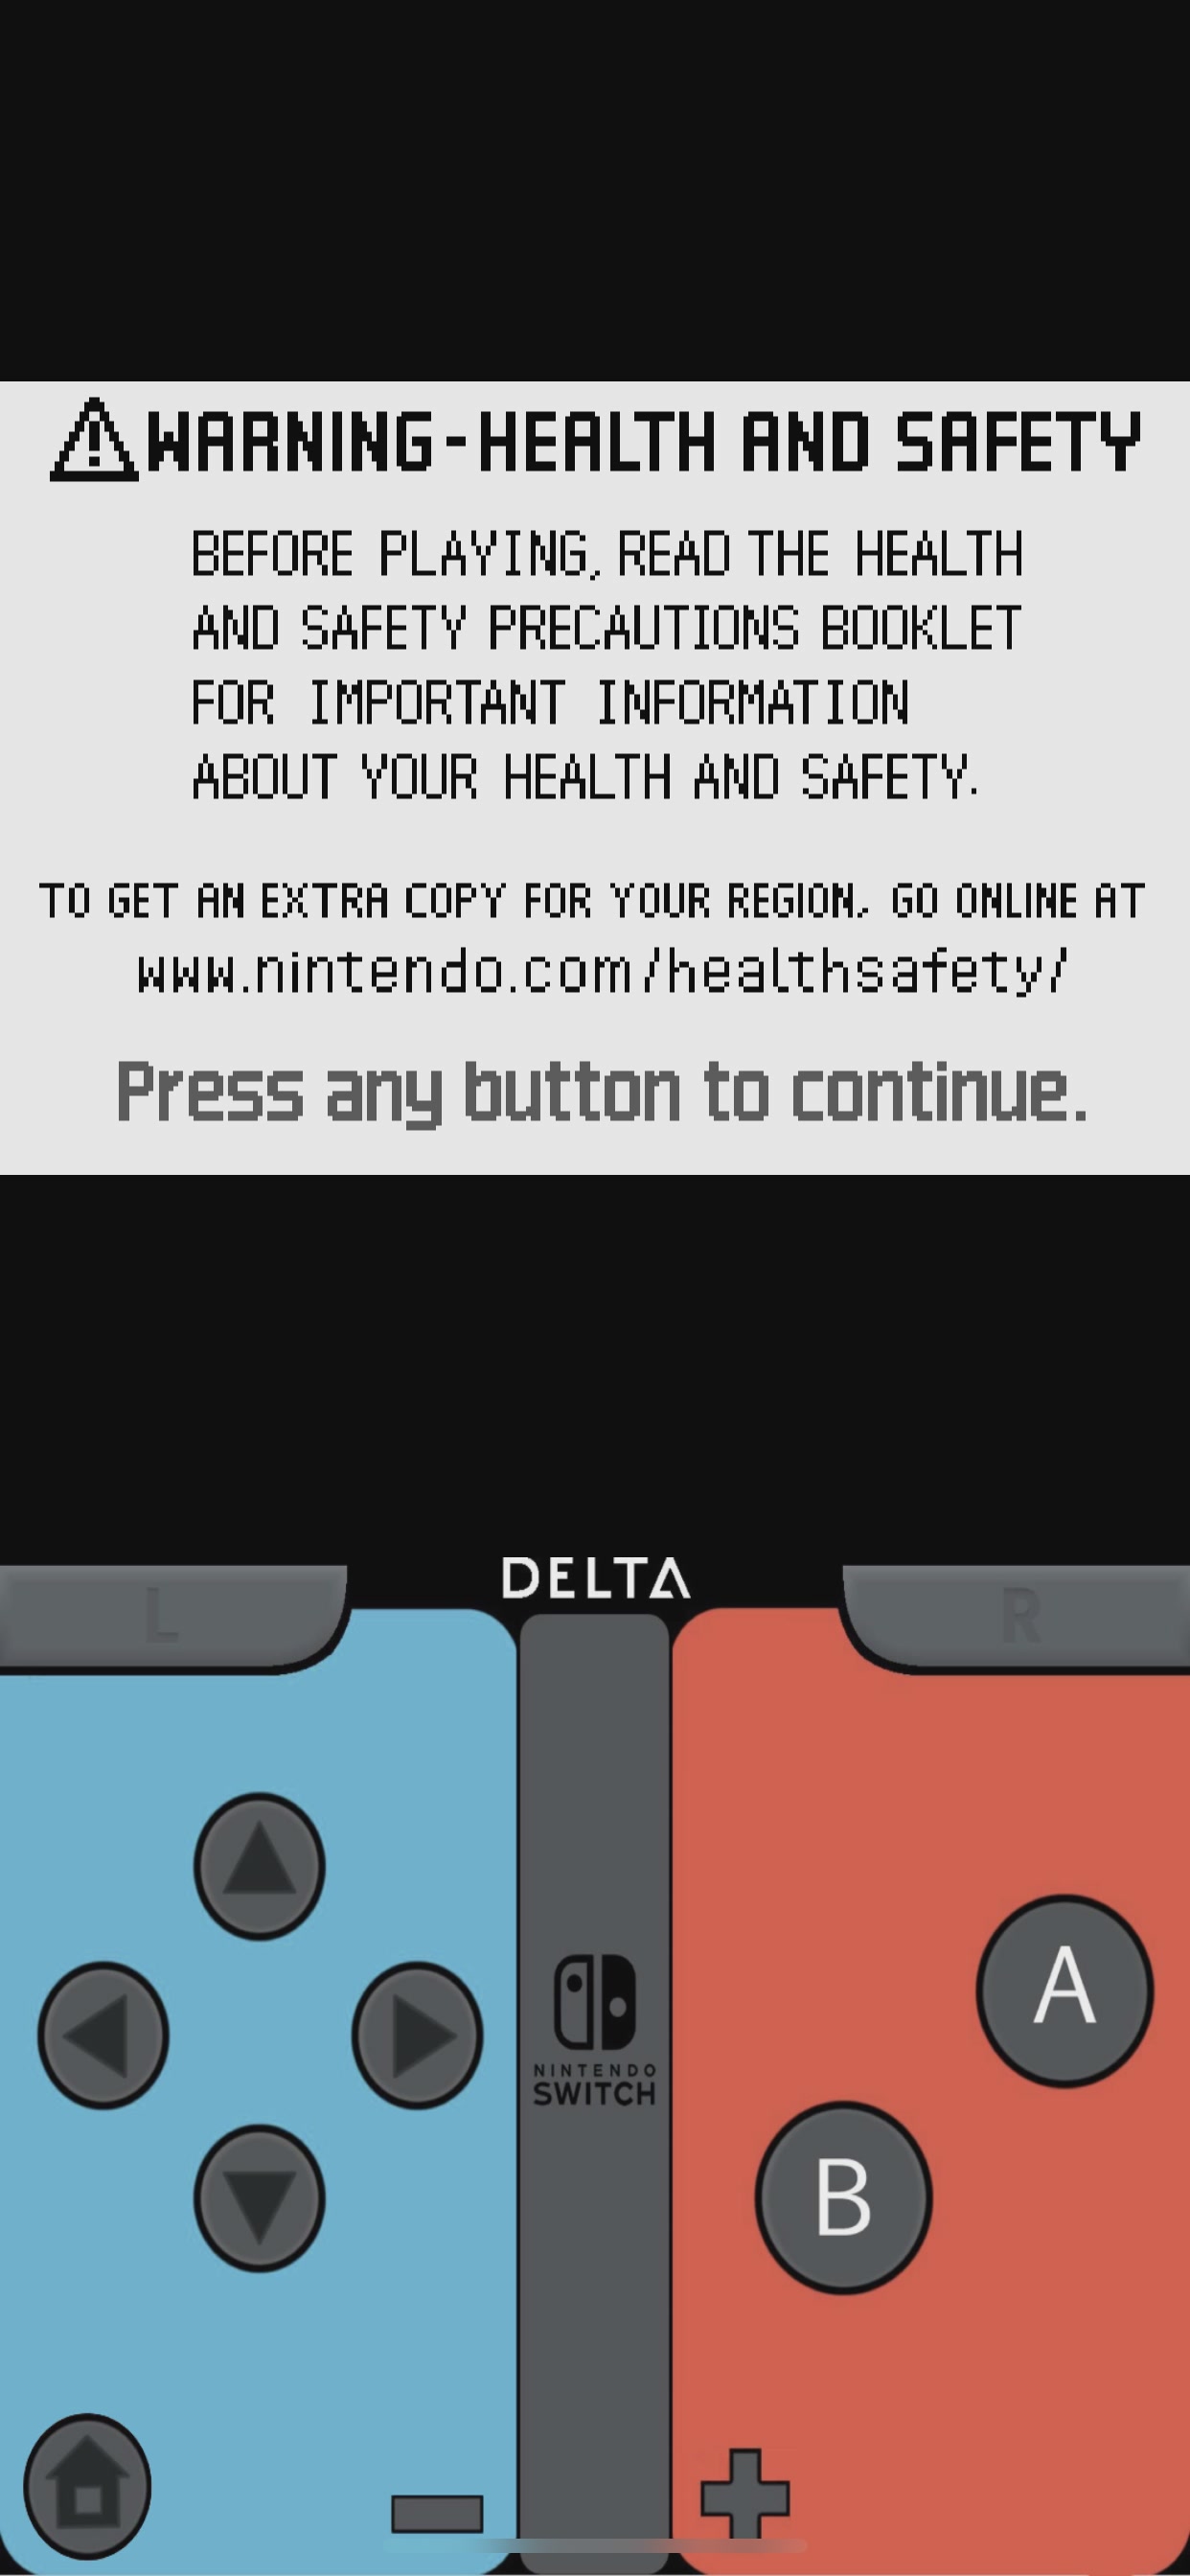 WARNING-HEALTH AND SAFETY
BEFORE PLAYING, READ THE HEALTH
AND SAFETY PRECAUTIONS BOOKLET
FOR IMPORTANT INFORMATION
ABOUT YOUR HEALTH AND SAFETY.
TO GET AN EXTRA COPY FOR YOUR REGION, GO ONLINE AT
www.nintendo.com/healthsafety/
Press any button to continue.
DELTA
L
R
A
NINTENDO
SWITCH
B